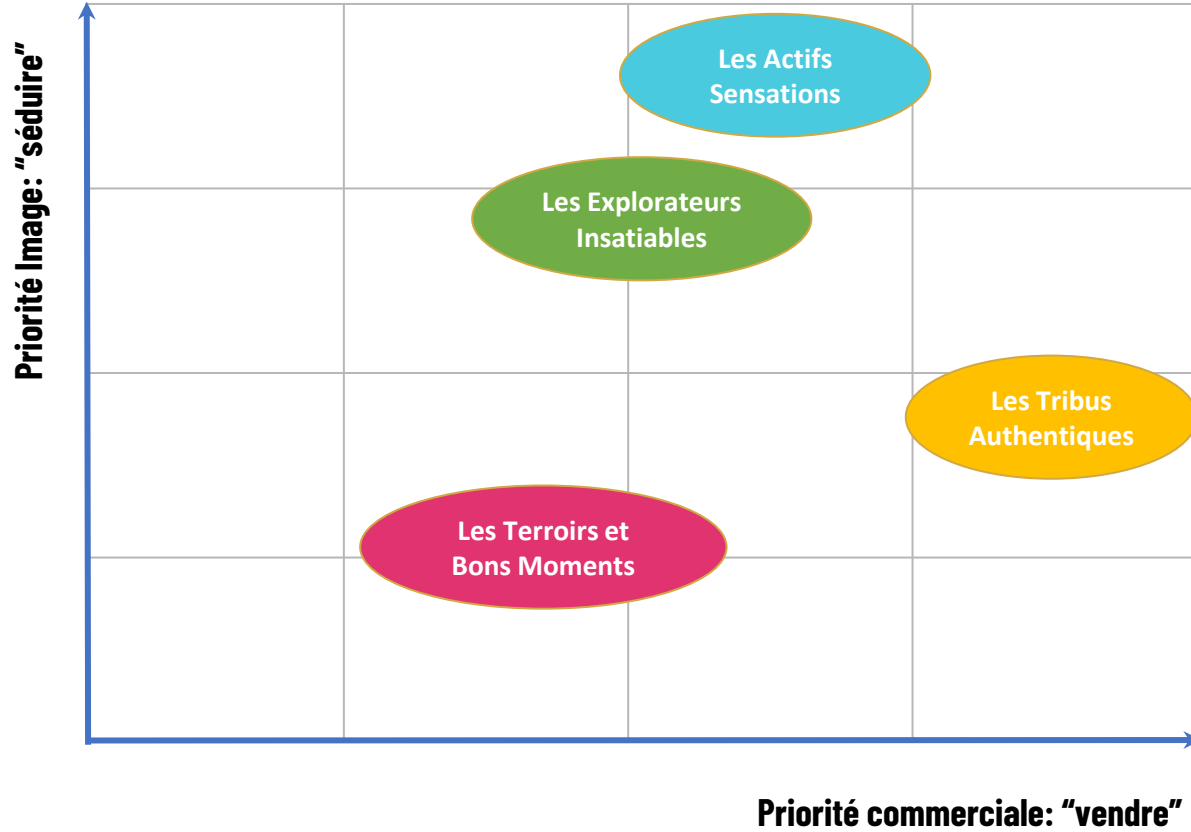 Priorité Image: “séduire”
Les Actifs
Sensations
Les Explorateurs
Insatiables
Les Tribus
Authentiques
Les Terroirs et
Bons Moments
Priorité commerciale: “vendre”